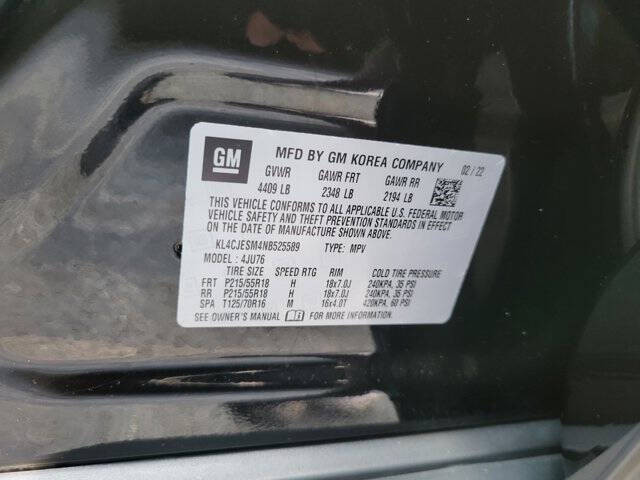 GM
MFD BY GM KOREA COMPANY 02/22
GVWR GAWR FRT GAWR RR
4409 LB 2348 LB 2194 LB
THIS VEHICLE CONFORMS TO ALL APPLICABLE U.S. FEDERAL MOTOR
VEHICLE SAFETY AND THEFT PREVENTION STANDARDS IN EFFECT
ON THE DATE OF MANUFACTURE SHOWN ABOVE.
KL4CJESM4NB525589 TYPE: MPV
MODEL: 4JU76
TIRE SIZE SPEED RTG RIM COLD TIRE PRESSURE
FRT P215/55R18 H 18x7.0J 240KPA, 35 PSI
RR P215/55R18 H 18x7.0J 240KPA, 35 PSI
SPA T125/70R16 M 16x4.0T 420KPA, 60 PSI
SEE OWNER'S MANUAL FOR MORE INFORMATION.